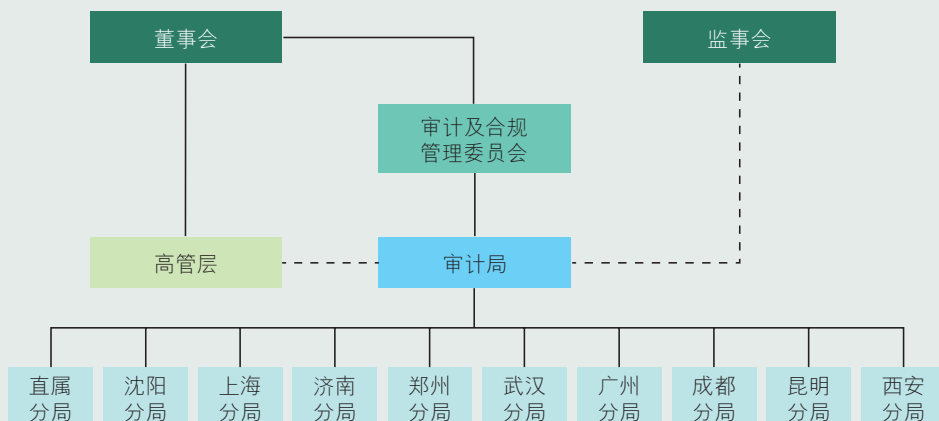 董事会
监事会
审计及合规
管理委员会
高管层
审计局
直属
分局
沈阳
分局
上海
分局
济南
分局
郑州
分局
武汉
分局
广州
分局
成都
分局
昆明
分局
西安
分局